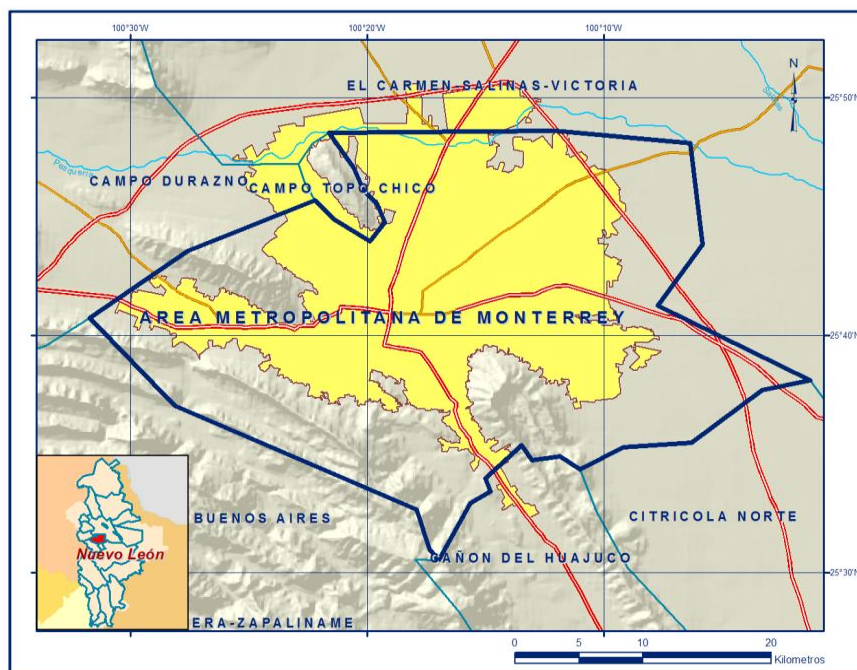 100°30'W
100°20'W
100°10'W
N
EL CARMEN-SALINAS-VICTORIA
25°50'N
Salinas
Pesqueria
CAMPO DURAZNO
CAMPO TOPO CHICO
25°40'N
AREA METROPOLITANA DE MONTERREY
BUENOS AIRES
CITRICOLA NORTE
Nuevo León
CAÑON DEL HUAJUCO
25°30'N
ERA-ZAPALINAME
0
5
10
20
Kilometros